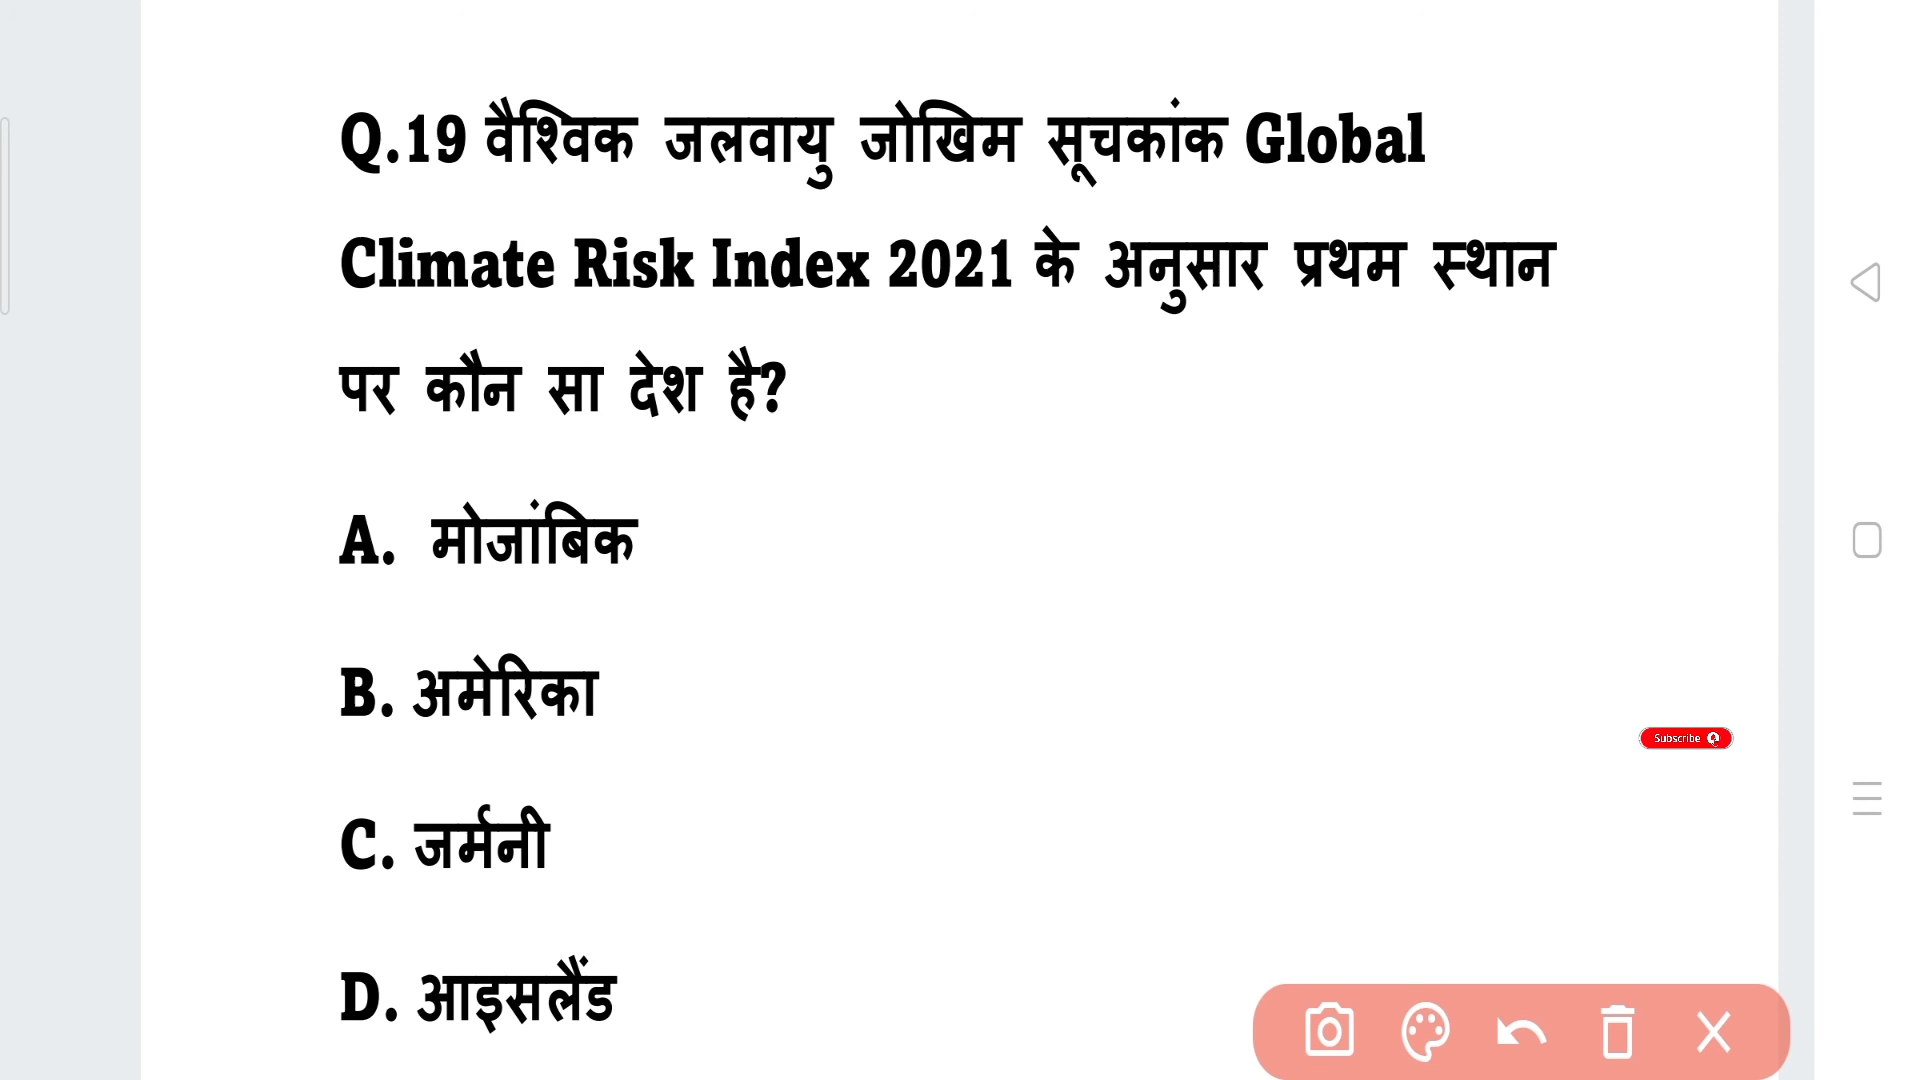 Q.19 वैश्विक जलवायु जोखिम सूचकांक Global
Climate Risk Index 2021 के अनुसार प्रथम स्थान
पर कौन सा देश है?
A. मोजांबिक
B. अमेरिका
C. जर्मनी
D. आइसलैंड
Subscribe